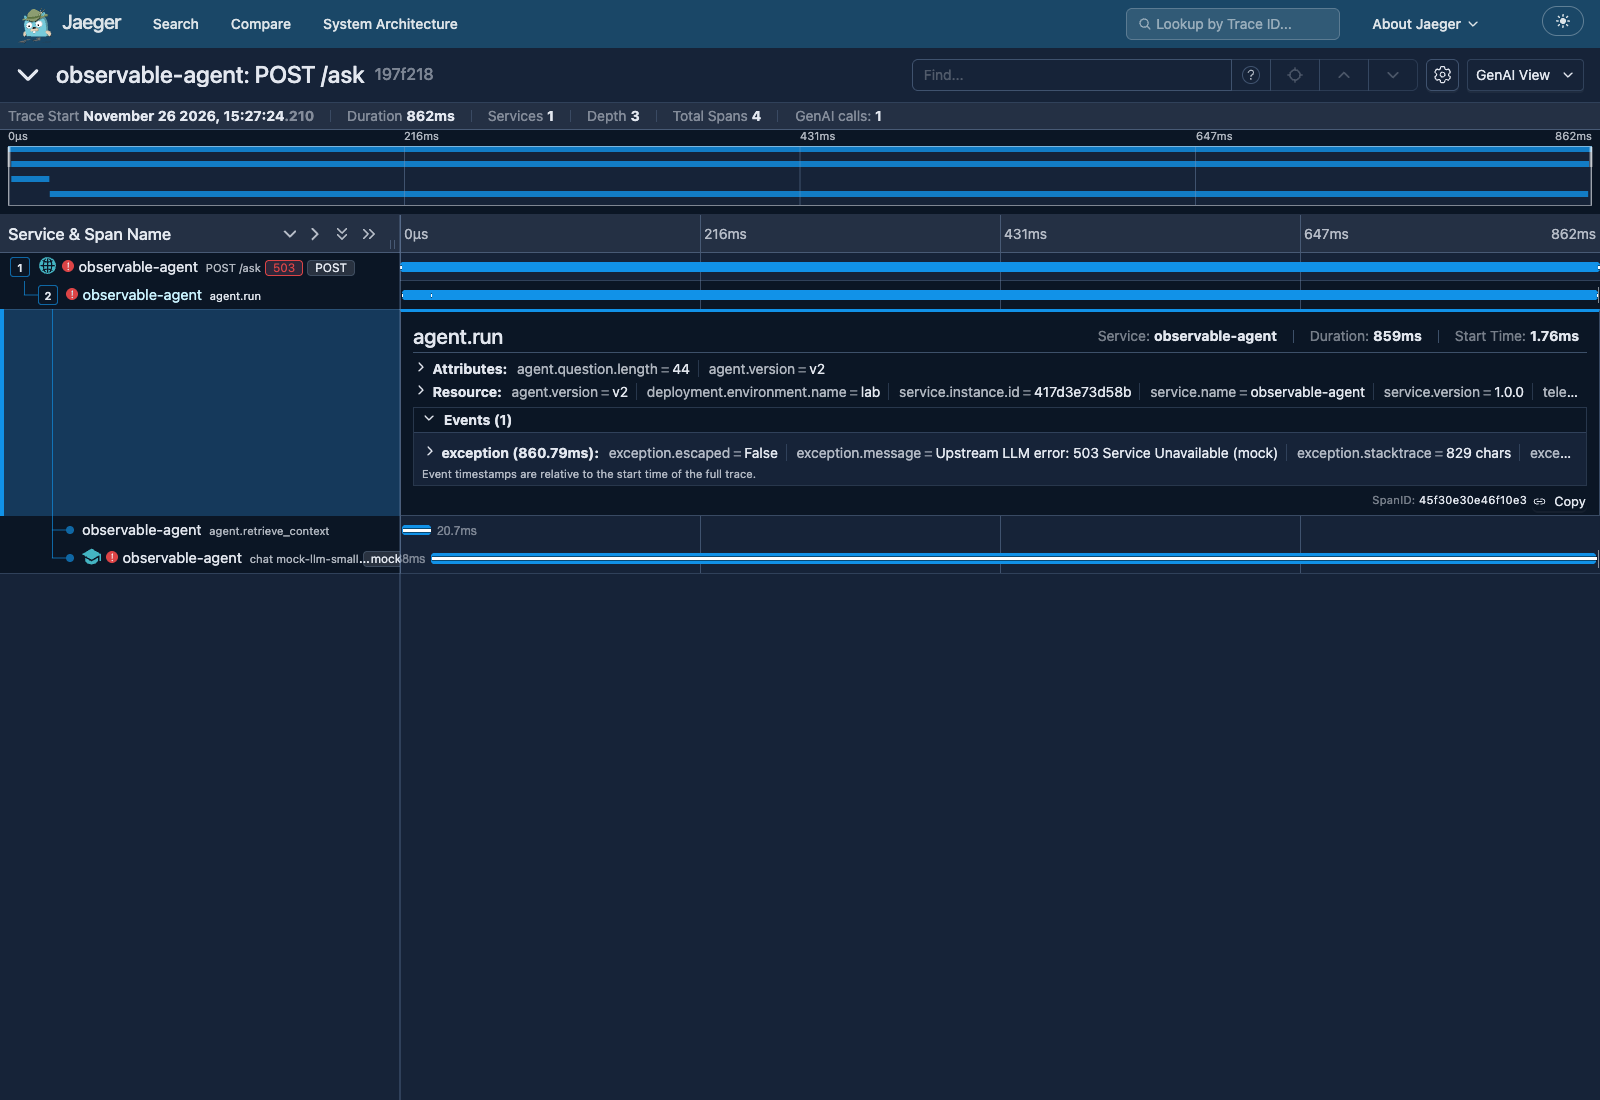 Jaeger Search Compare System Architecture Lookup by Trace ID... About Jaeger
observable-agent: POST /ask 197f218 Find... ? GenAI View
Trace Start November 26 2026, 15:27:24.210 Duration 862ms Services 1 Depth 3 Total Spans 4 GenAI calls: 1
0μs 216ms 431ms 647ms 862ms
Service & Span Name 0μs 216ms 431ms 647ms 862ms
1 ! observable-agent POST /ask 503 POST
2 ! observable-agent agent.run
agent.run Service: observable-agent Duration: 859ms Start Time: 1.76ms
Attributes: agent.question.length = 44 agent.version = v2
Resource: agent.version = v2 deployment.environment.name = lab service.instance.id = 417d3e73d58b service.name = observable-agent service.version = 1.0.0 tele...
Events (1)
exception (860.79ms): exception.escaped = False exception.message = Upstream LLM error: 503 Service Unavailable (mock) exception.stacktrace = 829 chars exce...
Event timestamps are relative to the start time of the full trace.
SpanID: 45f30e30e46f10e3 Copy
observable-agent agent.retrieve_context 20.7ms
! observable-agent chat mock-llm-small... mock 8ms